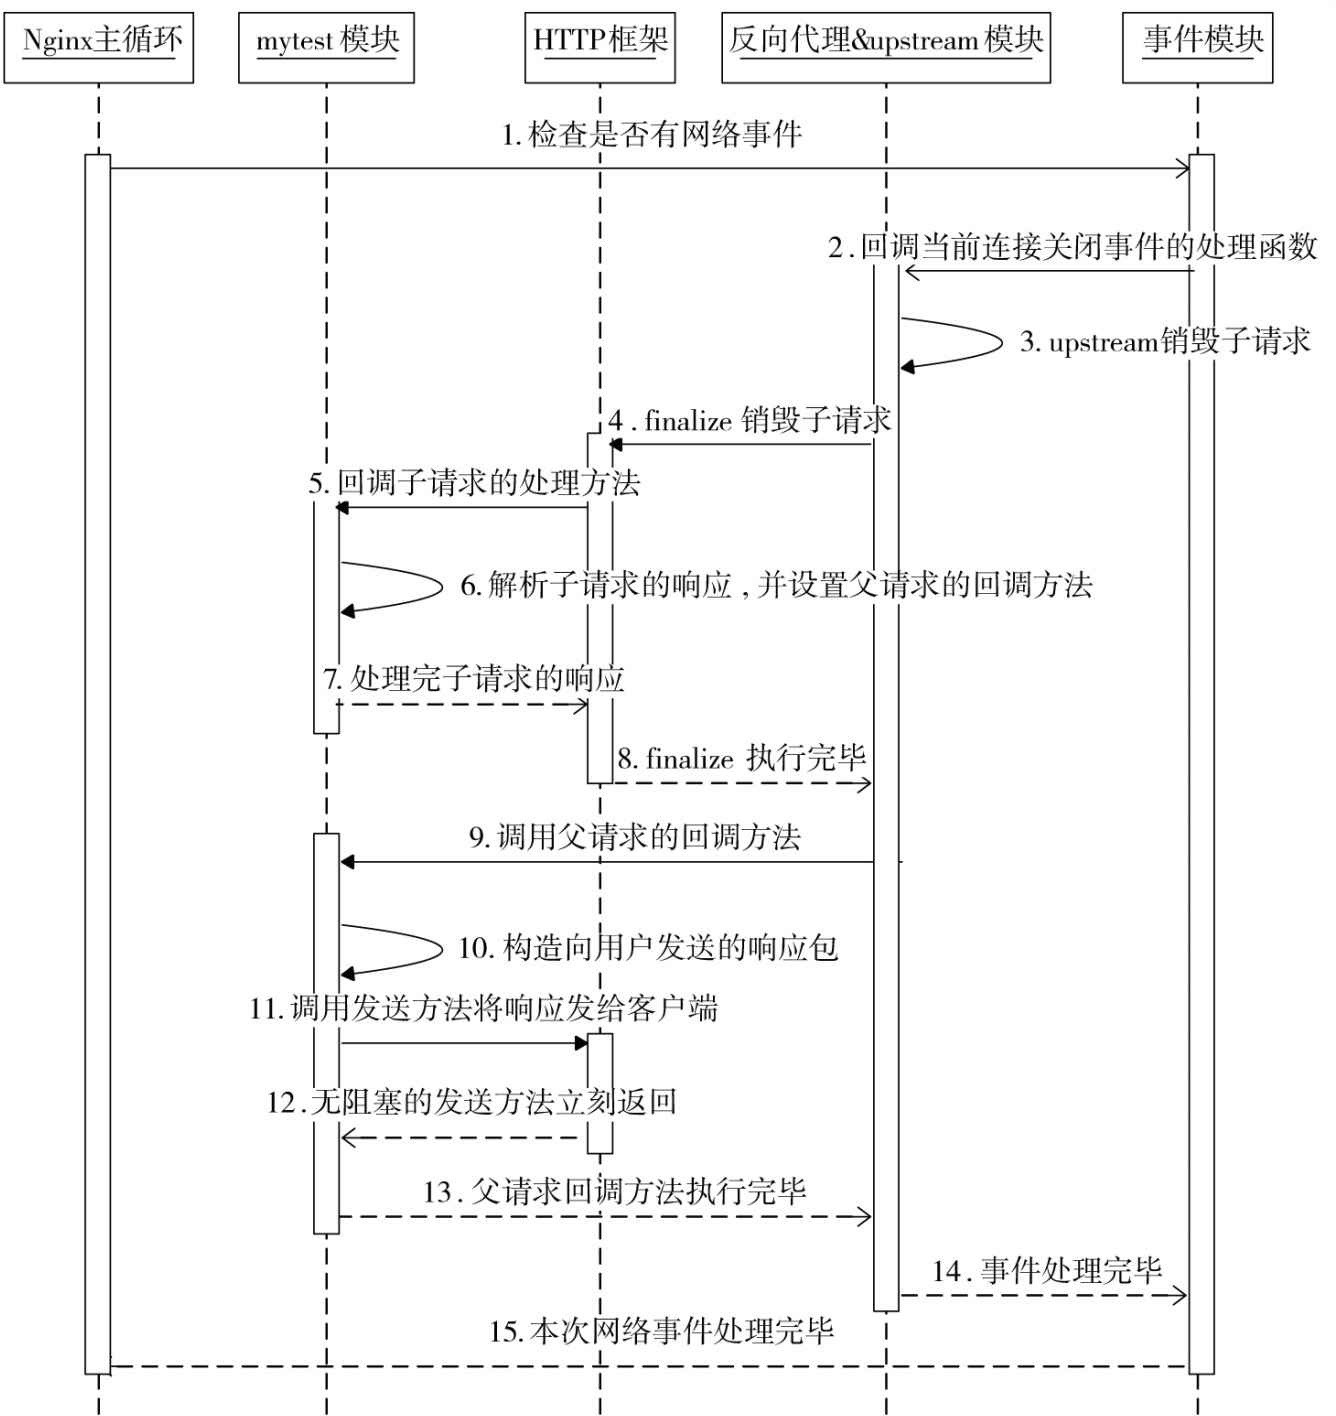 Nginx主循环
mytest 模块
HTTP框架
反向代理&upstream 模块
事件模块
1. 检查是否有网络事件
2.回调当前连接关闭事件的处理函数
3. upstream销毁子请求
4 . finalize 销毁子请求
5. 回调子请求的处理方法
6. 解析子请求的响应 , 并设置父请求的回调方法
7. 处理完子请求的响应
8. finalize 执行完毕
9. 调用父请求的回调方法
10. 构造向用户发送的响应包
11. 调用发送方法将响应发给客户端
12 . 无阻塞的发送方法立刻返回
13 . 父请求回调方法执行完毕
14 . 事件处理完毕
15. 本次网络事件处理完毕